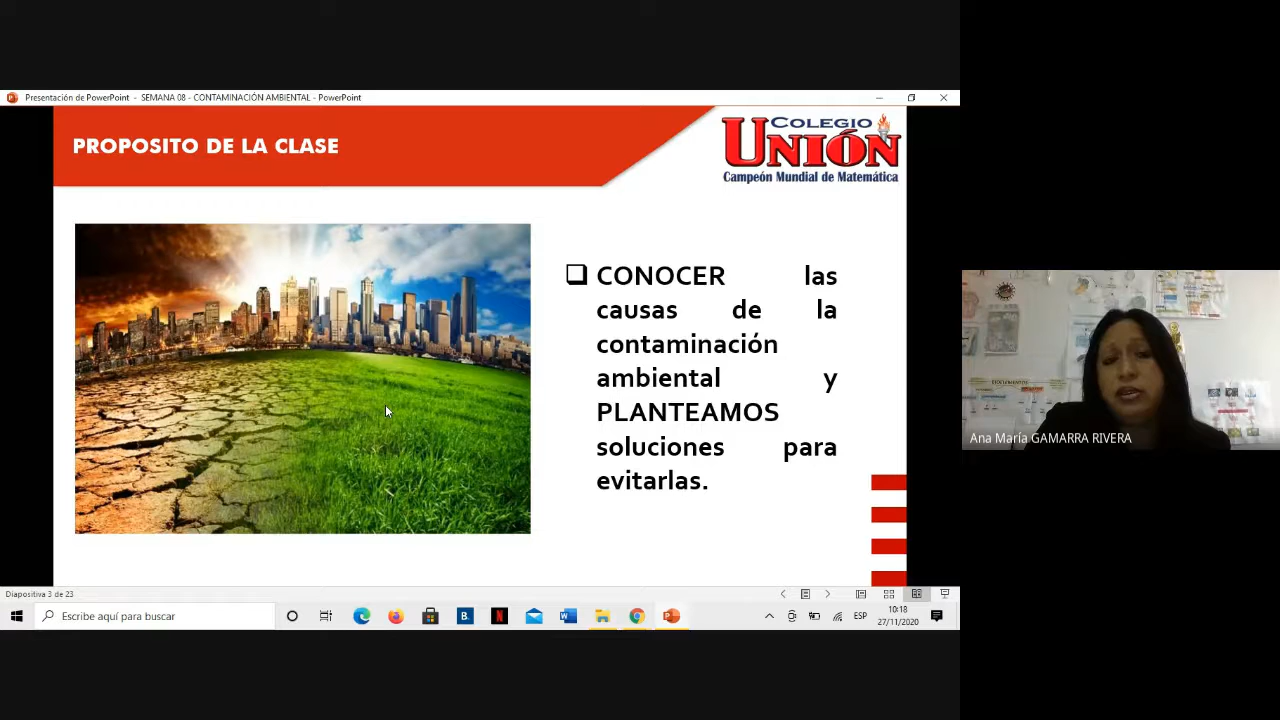 Presentación de PowerPoint - SEMANA 08 - CONTAMINACIÓN AMBIENTAL - PowerPoint
PROPOSITO DE LA CLASE
COLEGIO
UNIÓN
Campeón Mundial de Matemática
CONOCER las
causas de la
contaminación
ambiental y
PLANTEAMOS
soluciones para
evitarlas.
Ana María GAMARRA RIVERA
Diapositiva 3 de 23
Escribe aquí para buscar
B.
N
ESP
10:18
27/11/2020